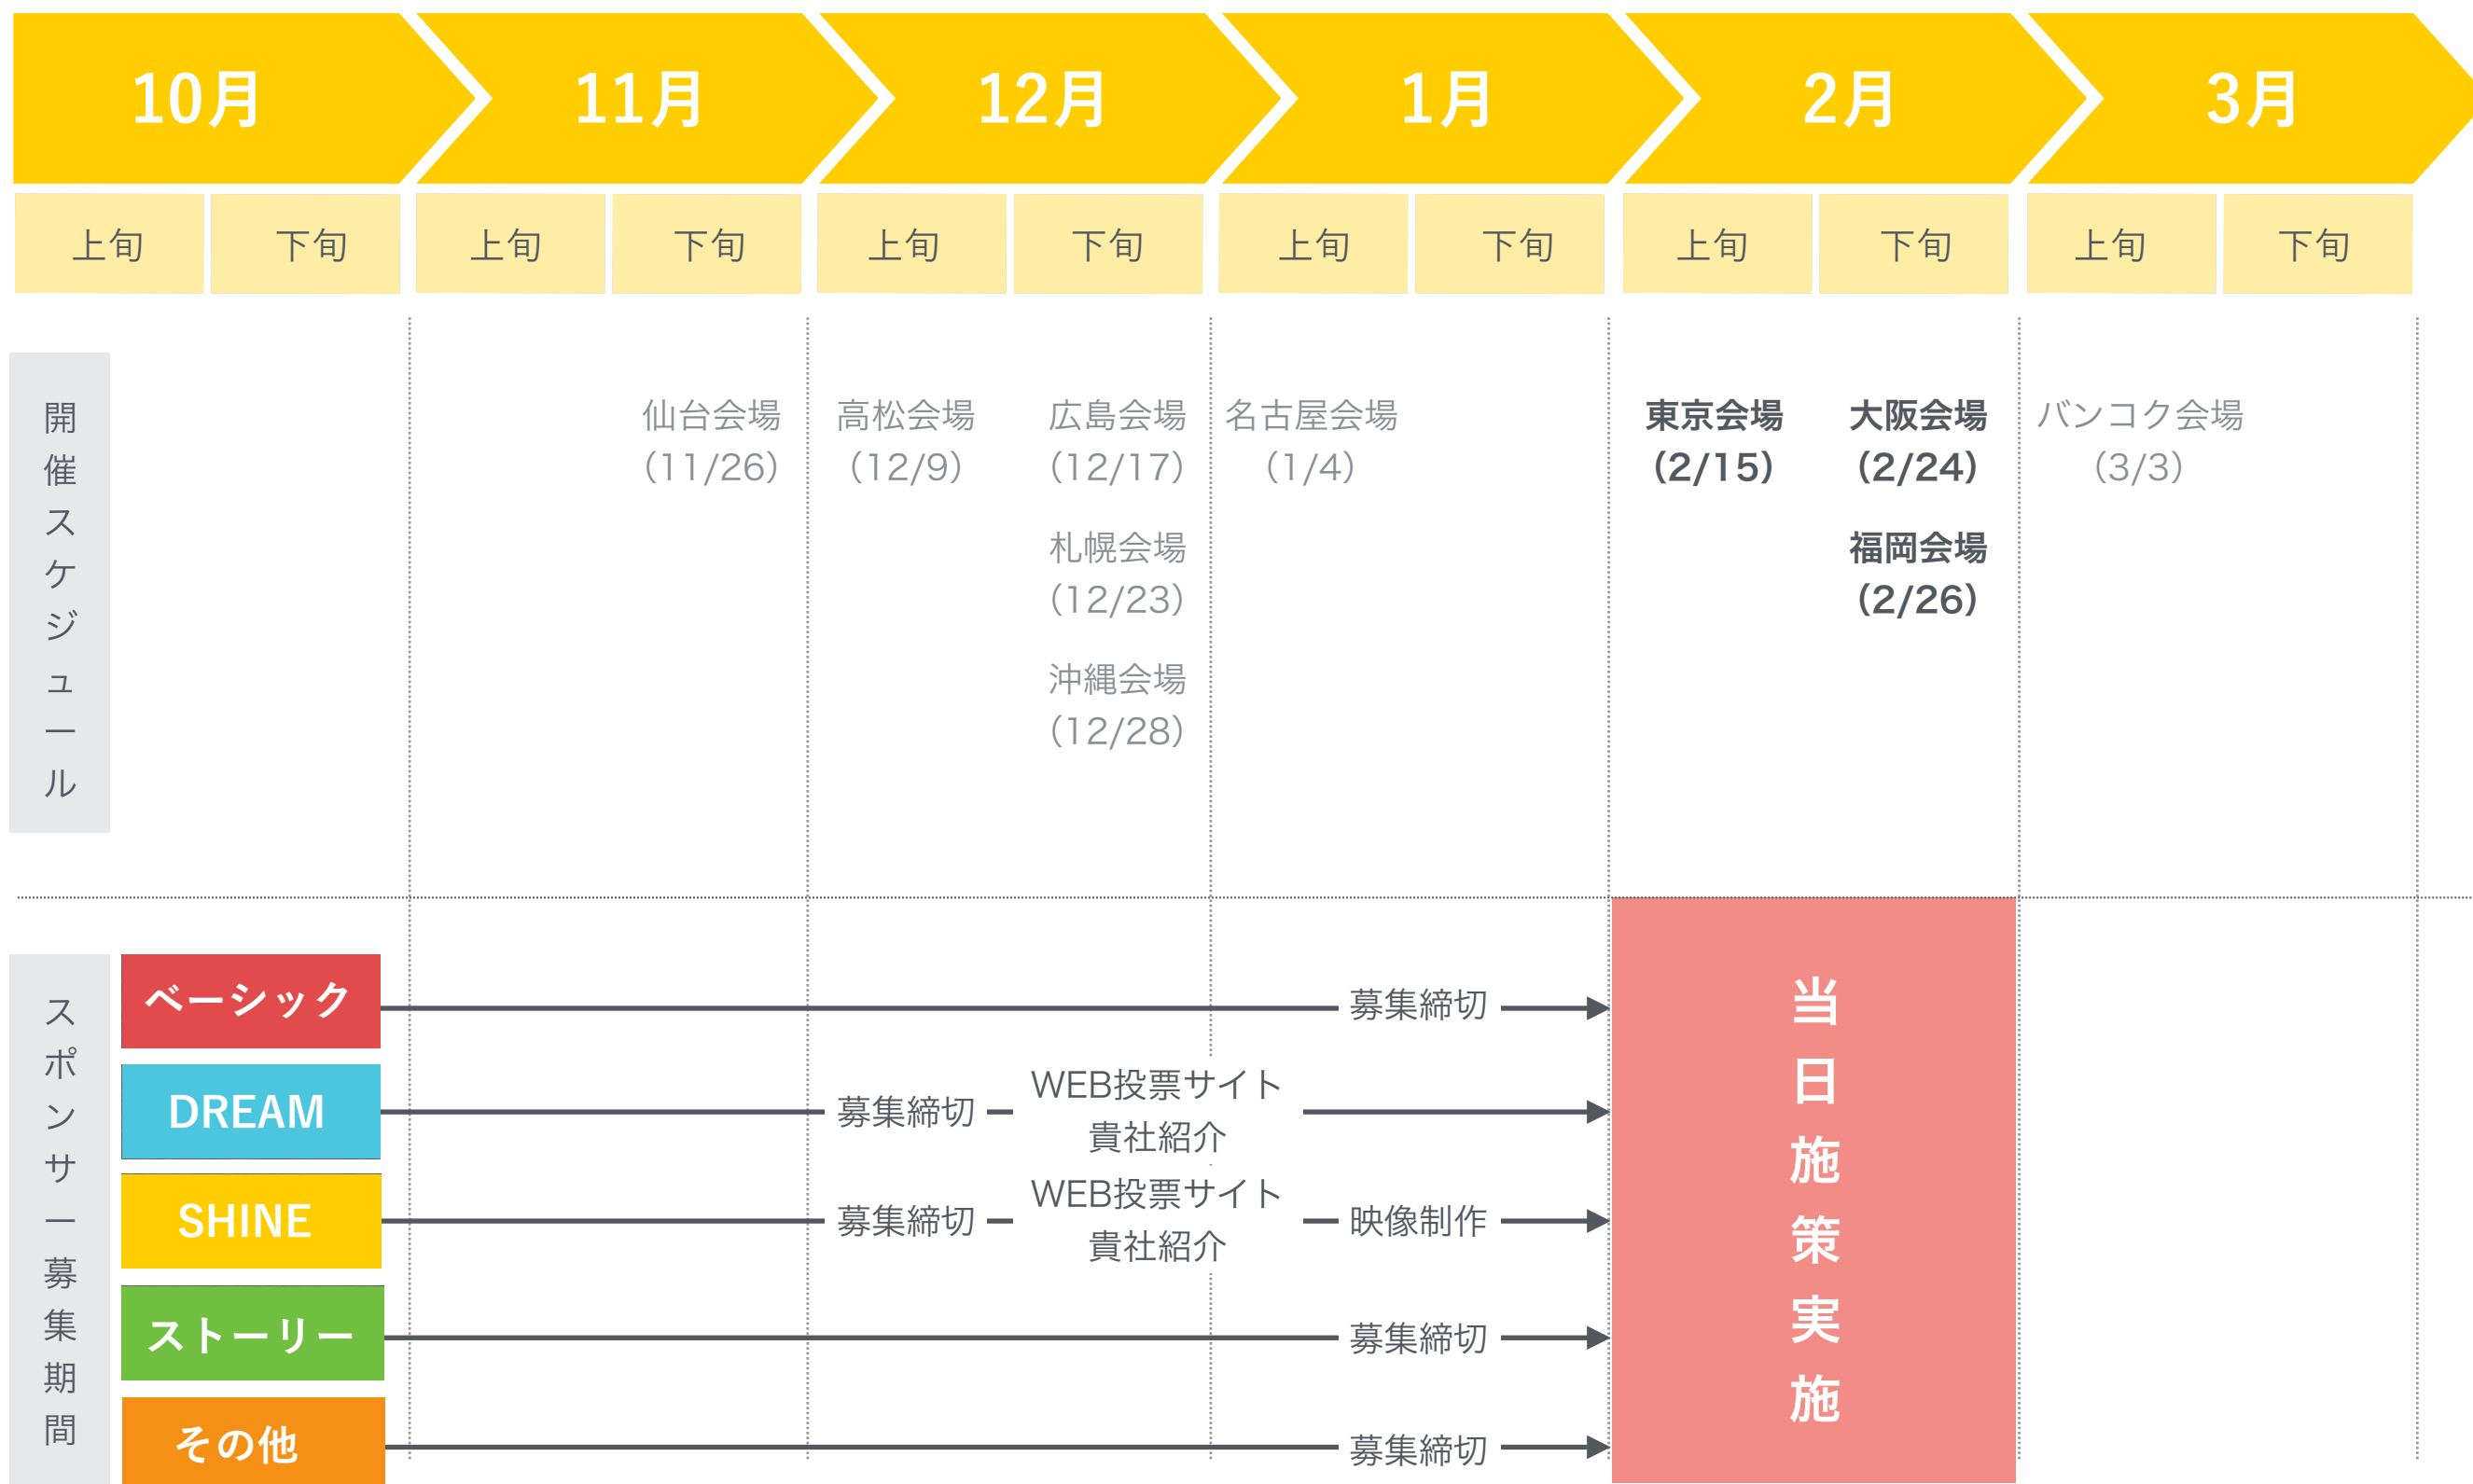 10月
11月
12月
1月
2月
3月
上旬
下旬
上旬
下旬
上旬
下旬
上旬
下旬
上旬
下旬
上旬
下旬
開催スケジュール
仙台会場
（11/26）
高松会場
（12/9）
広島会場
（12/17）
札幌会場
（12/23）
沖縄会場
（12/28）
名古屋会場
（1/4）
東京会場
（2/15）
大阪会場
（2/24）
福岡会場
（2/26）
バンコク会場
（3/3）
スポンサー募集期間
ベーシック
募集締切
DREAM
募集締切
WEB投票サイト
貴社紹介
SHINE
募集締切
WEB投票サイト
貴社紹介
映像制作
ストーリー
募集締切
その他
募集締切
当日施策実施